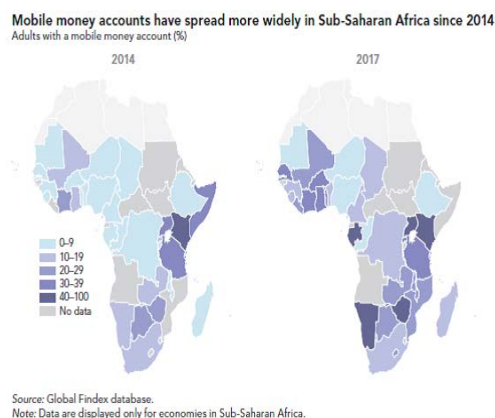 Mobile money accounts have spread more widely in Sub-Saharan Africa since 2014
Adults with a mobile money account (%)
2014
2017
0–9
10–19
20–29
30–39
40–100
No data
Source: Global Findex database.
Note: Data are displayed only for economies in Sub-Saharan Africa.